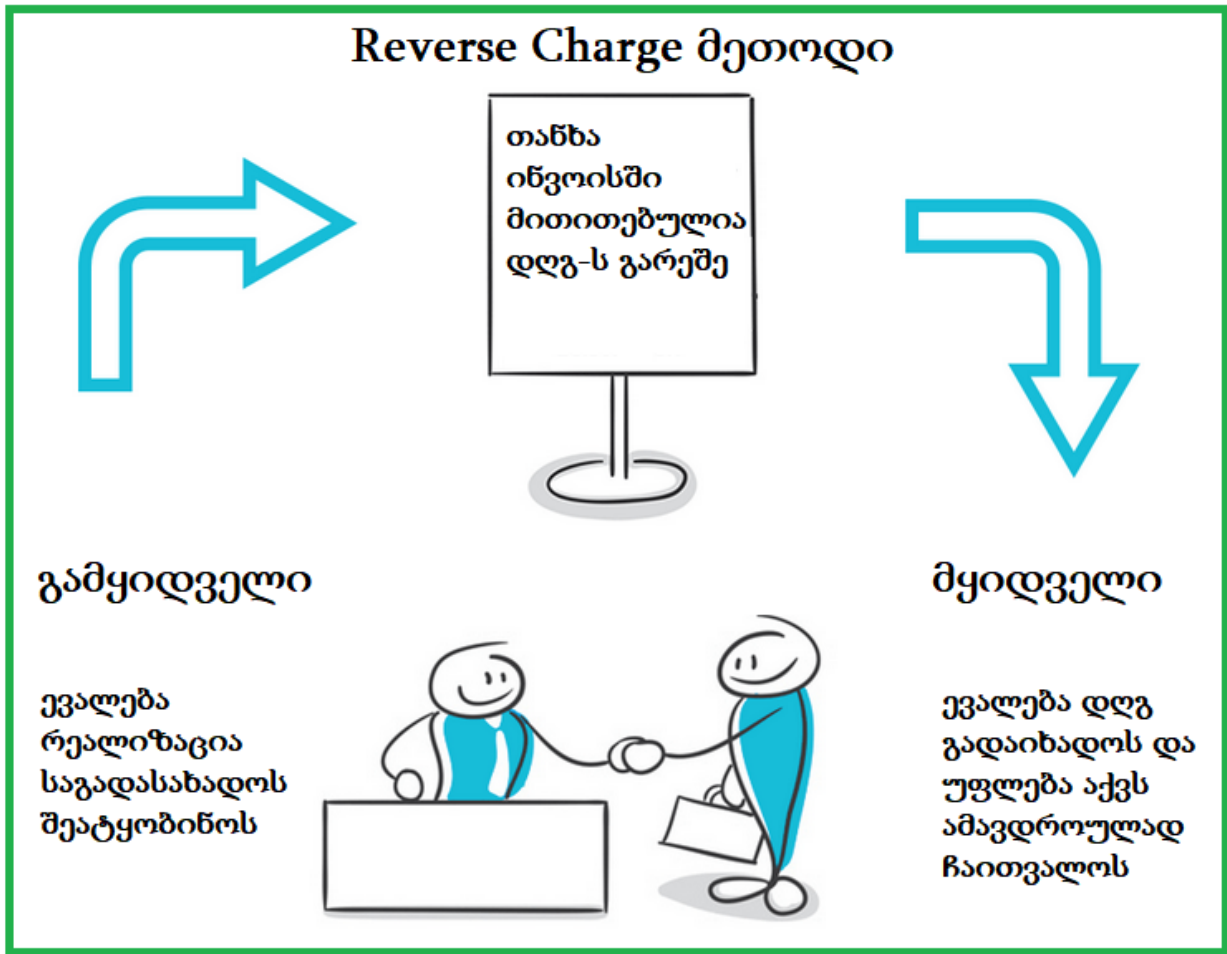 Reverse Charge მეთოდი
თანხა
ინვოისში
მითითებულია
დღგ-ს გარეშე
გამყიდველი
ევალება
რეალიზაცია
საგადასახადოს
შეატყობინოს
მყიდველი
ევალება დღგ
გადაიხადოს და
უფლება აქვს
ამავდროულად
ჩაითვალოს